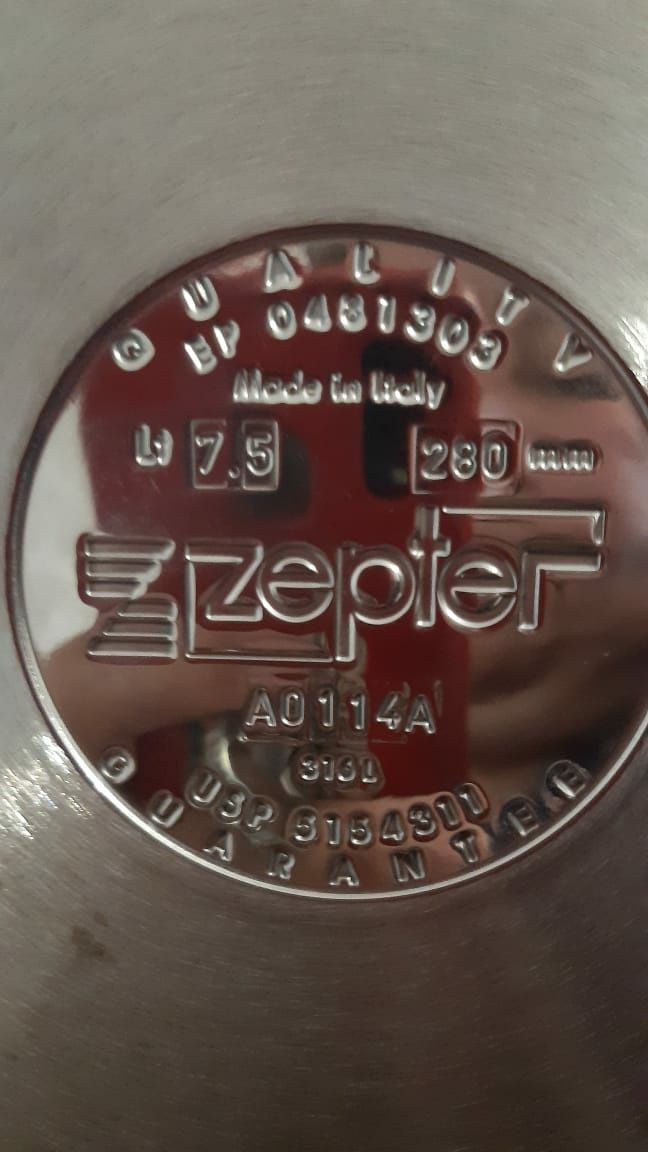 QUALITY
EP 0481303
Made in Italy
Lt 7.5 280 mm
zepter
A0114A
316L
USP 5154311
GUARANTEE